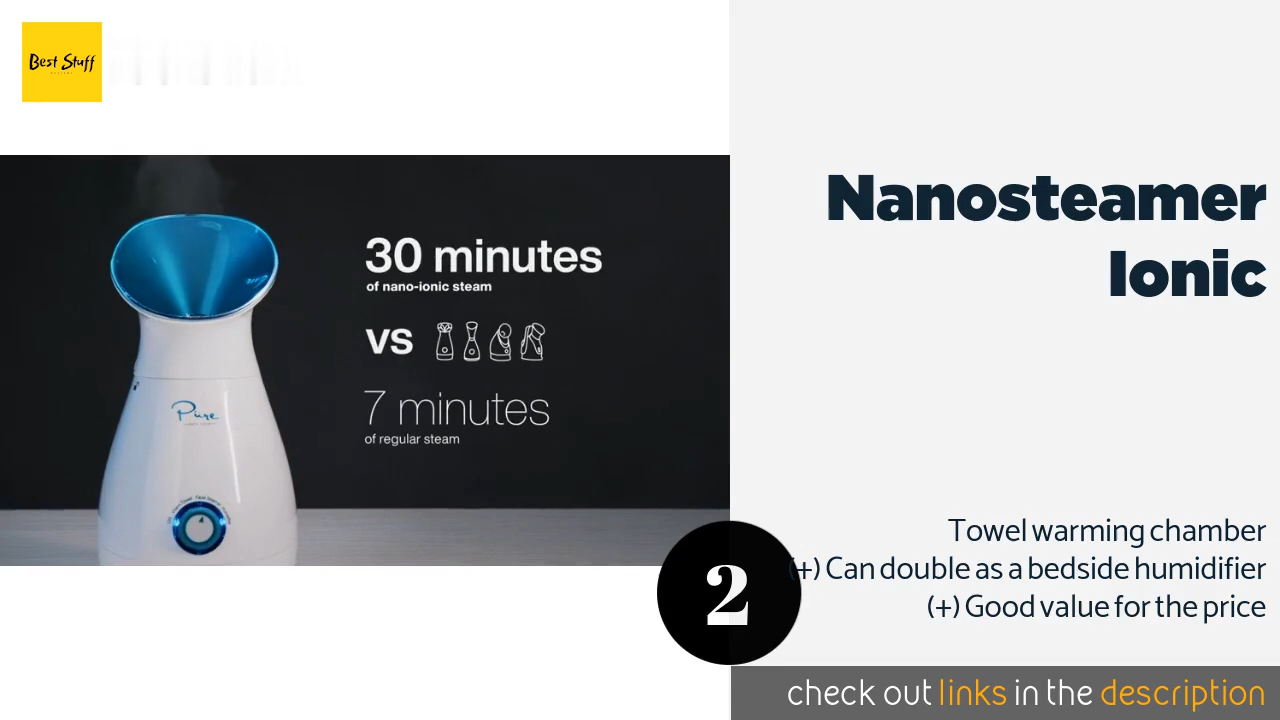 Best Stuff
Nanosteamer
Ionic
30 minutes
of nano-ionic steam
vs
7 minutes
of regular steam
Pure
2
Towel warming chamber
(+) Can double as a bedside humidifier
(+) Good value for the price
check out links in the description